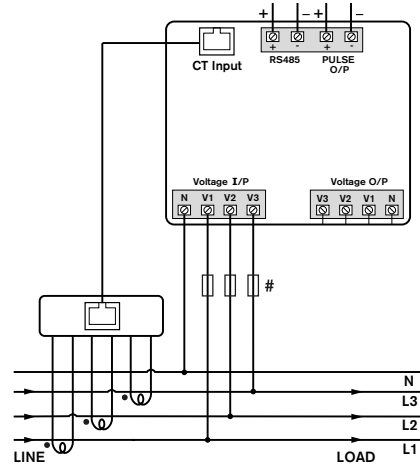 + – + –
+ - + -
CT Input
RS485 PULSE O/P
Voltage I/P
Voltage O/P
N V1 V2 V3
V3 V2 V1 N
#
N
L3
L2
L1
LINE
LOAD